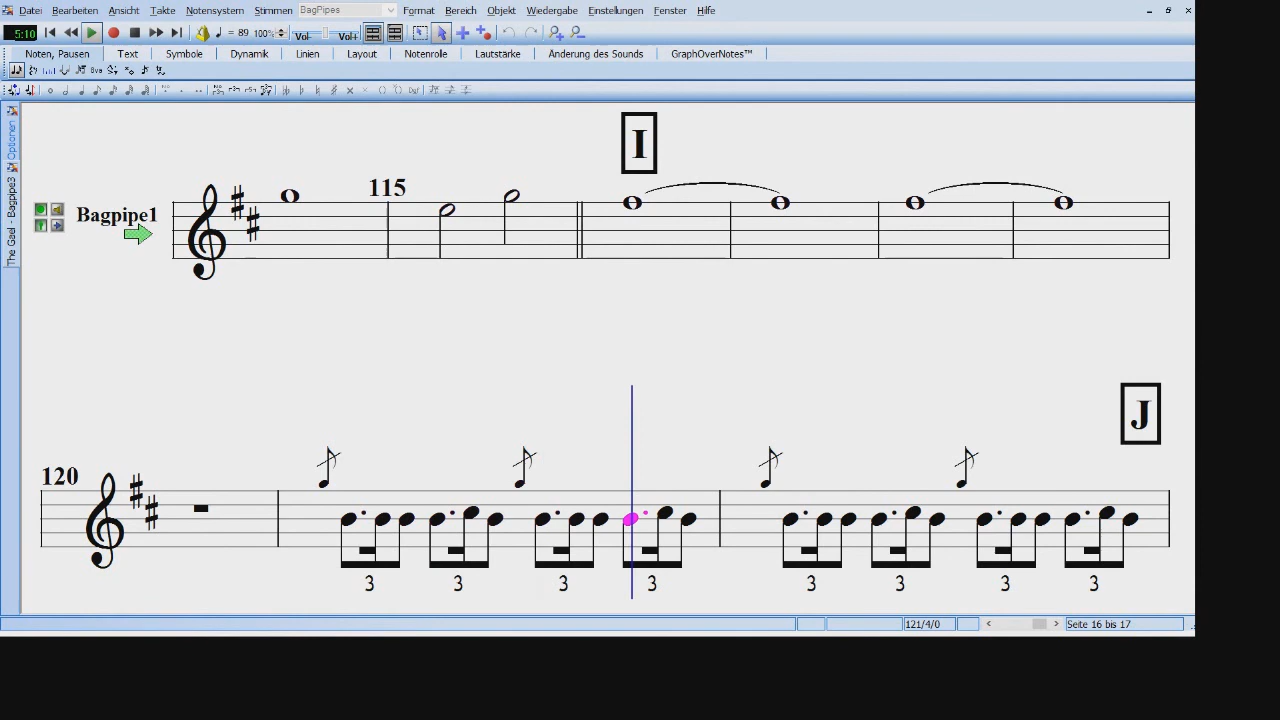 Datei Bearbeiten Ansicht Takte Notensystem Stimmen BagPipes Format Bereich Objekt Wiedergabe Einstellungen Fenster Hilfe
5:10 = 89 100% Vol- Vol+
Noten, Pausen Text Symbole Dynamik Linien Layout Notenrolle Lautstärke Änderung des Sounds GraphOverNotes™
Optionen
The Gael - Bagpipe3
I
115
Bagpipe1
J
120
3 3 3 3 3 3 3 3
121/4/0 Seite 16 bis 17